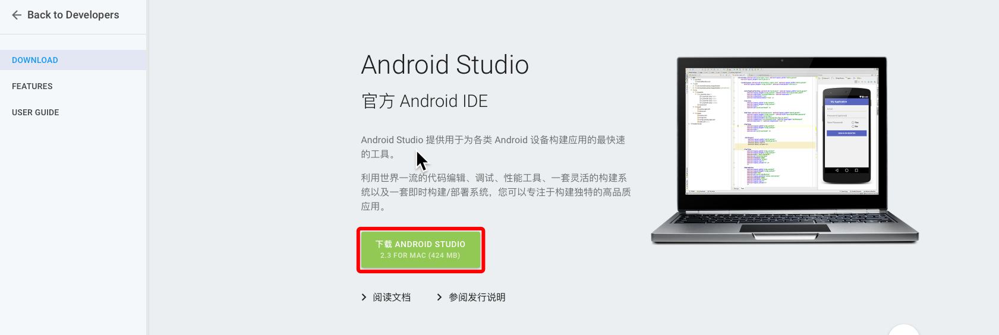 Back to Developers
DOWNLOAD
FEATURES
USER GUIDE
Android Studio
官方 Android IDE
Android Studio 提供用于为各类 Android 设备构建应用的最快速
的工具。
利用世界一流的代码编辑、调试、性能工具、一套灵活的构建系
统以及一套即时构建/部署系统，您可以专注于构建独特的高品质
应用。
下载 ANDROID STUDIO
2.3 FOR MAC (424 MB)
阅读文档
参阅发行说明
My Application